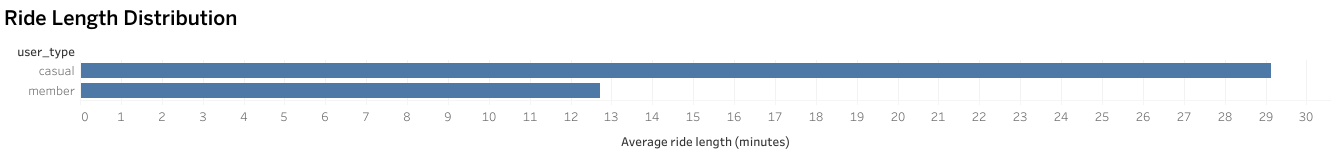 Ride Length Distribution
user_type
casual
member
0 1 2 3 4 5 6 7 8 9 10 11 12 13 14 15 16 17 18 19 20 21 22 23 24 25 26 27 28 29 30
Average ride length (minutes)